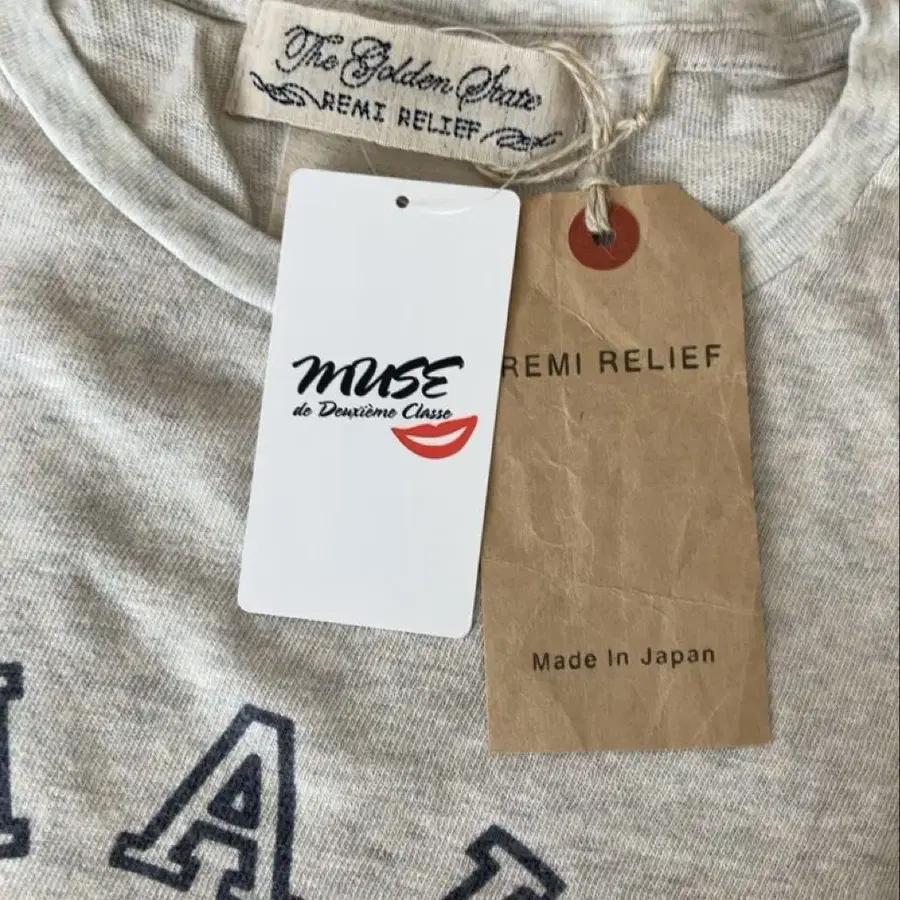 The Golden State
REMI RELIEF
MUSE
de Deuxième Classe
REMI RELIEF
Made In Japan
A